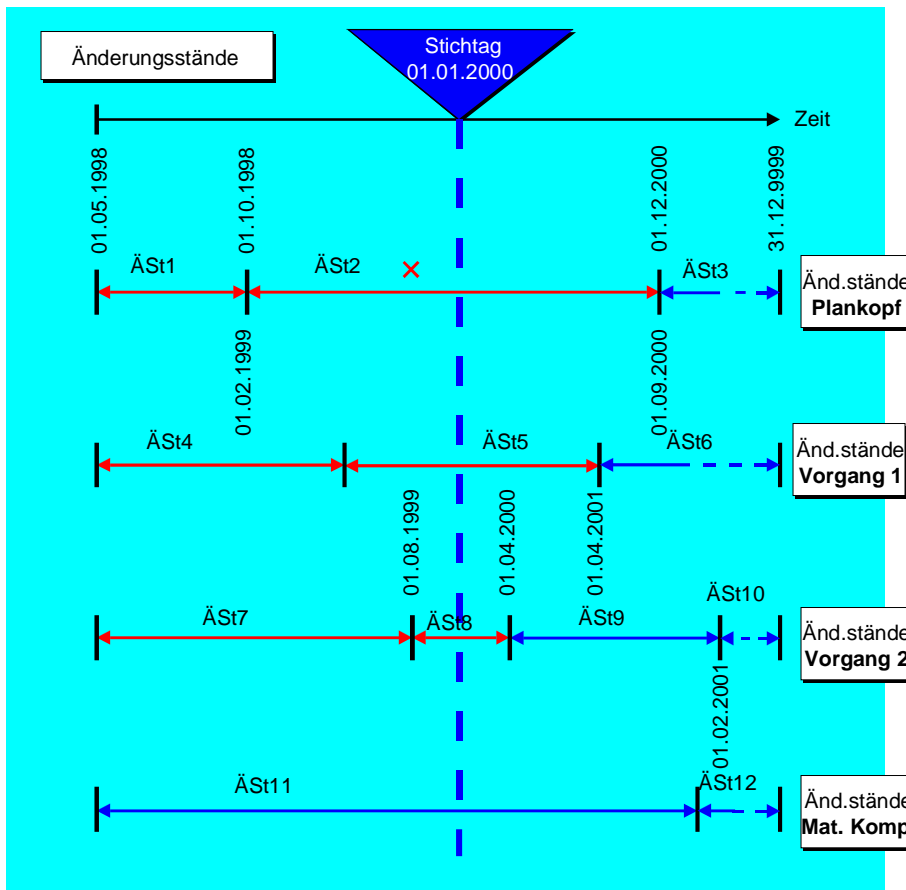 Änderungsstände
Stichtag
01.01.2000
Zeit
01.05.1998
01.10.1998
01.12.2000
31.12.9999
ÄSt1
ÄSt2
ÄSt3
Änd.stände
Plankopf
01.02.1999
01.09.2000
ÄSt4
ÄSt5
ÄSt6
Änd.stände
Vorgang 1
01.08.1999
01.04.2000
01.04.2001
ÄSt7
ÄSt8
ÄSt9
ÄSt10
Änd.stände
Vorgang 2
01.02.2001
ÄSt11
ÄSt12
Änd.stände
Mat. Komp